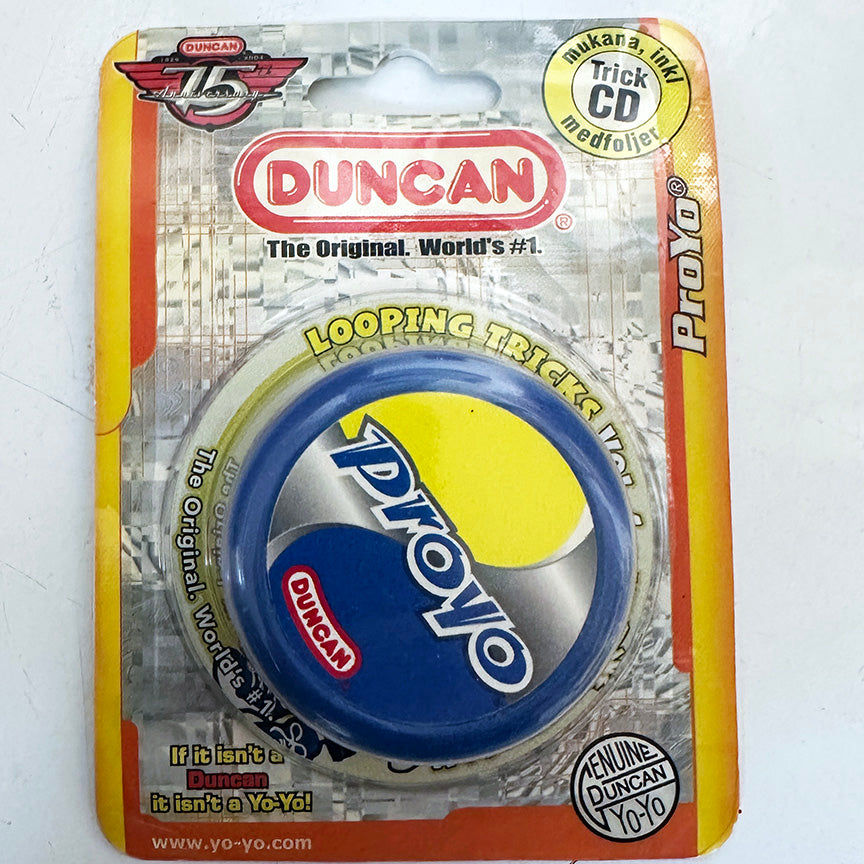 DUNCAN
75th
Anniversary
mukana, inkl
Trick
CD
medföljer
DUNCAN®
The Original. World's #1.
ProYo®
LOOPING TRICKS
The Original. World's #1.
ProYo
DUNCAN
If it isn't a
Duncan
it isn't a Yo-Yo!
GENUINE
DUNCAN
YO-YO
www.yo-yo.com